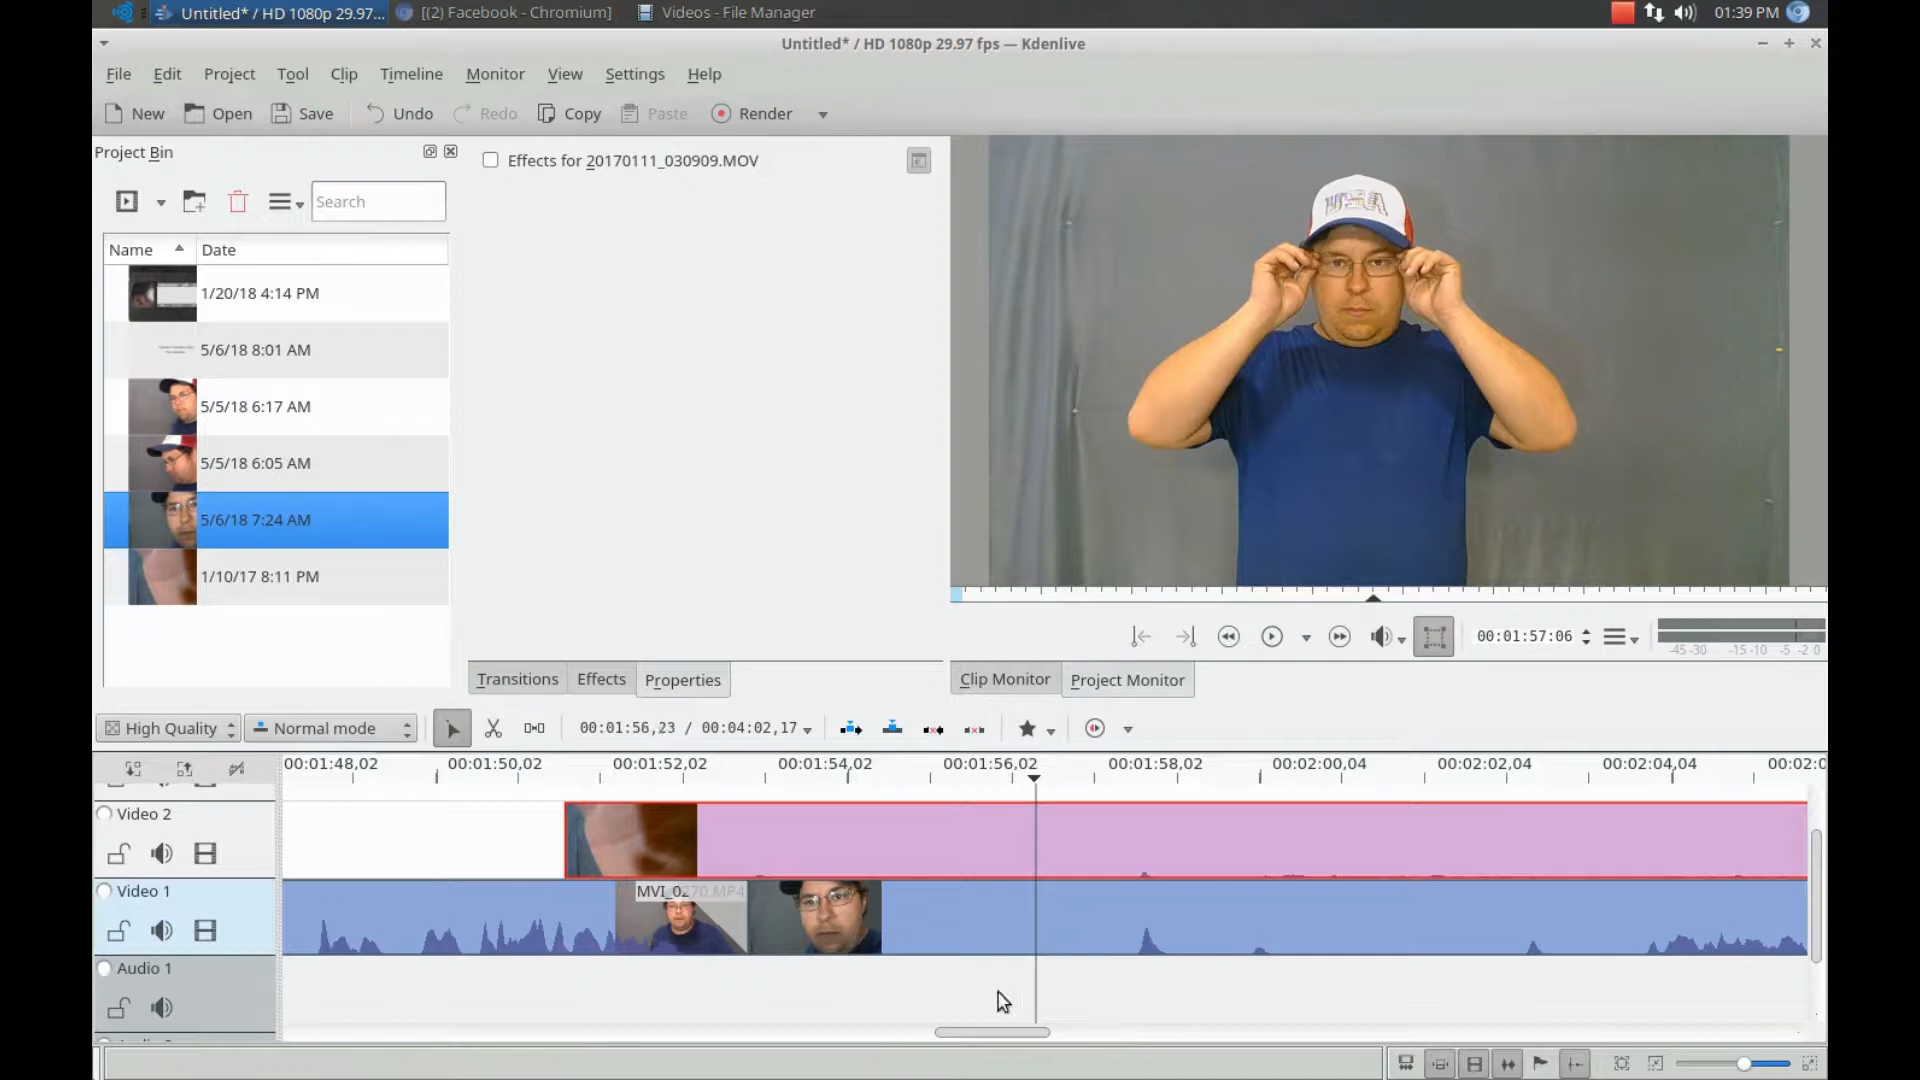 Untitled* / HD 1080p 29.97...
[(2) Facebook - Chromium]
Videos - File Manager
01:39 PM
Untitled* / HD 1080p 29.97 fps — Kdenlive
File Edit Project Tool Clip Timeline Monitor View Settings Help
New Open Save Undo Redo Copy Paste Render
Project Bin
Effects for 20170111_030909.MOV
Search
Name Date
1/20/18 4:14 PM
5/6/18 8:01 AM
5/5/18 6:17 AM
5/5/18 6:05 AM
5/6/18 7:24 AM
1/10/17 8:11 PM
USA
00:01:57:06
-45 -30 -15 -10 -5 -2 0
Transitions Effects Properties
Clip Monitor Project Monitor
High Quality Normal mode 00:01:56,23 / 00:04:02,17
00:01:48,02 00:01:50,02 00:01:52,02 00:01:54,02 00:01:56,02 00:01:58,02 00:02:00,04 00:02:02,04 00:02:04,04 00:02:0
Video 2
Video 1
MVI_0270.MP4
Audio 1